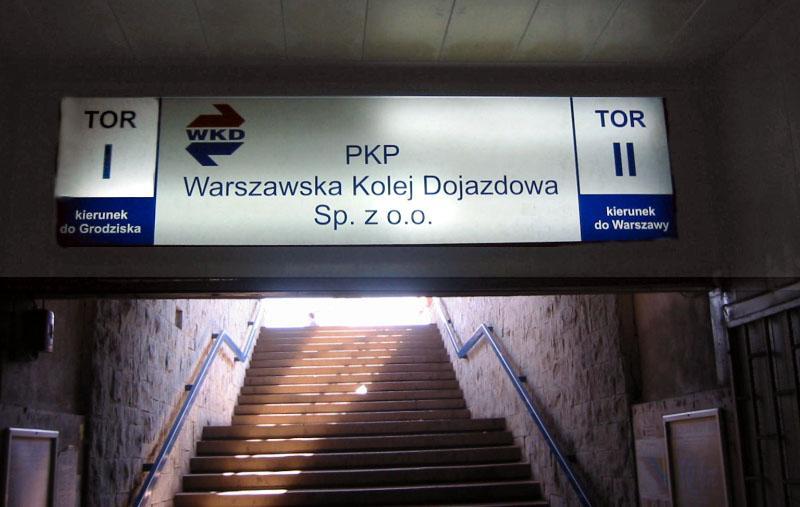 TOR
I
kierunek
do Grodziska
WKD
PKP
Warszawska Kolej Dojazdowa
Sp. z o.o.
TOR
II
kierunek
do Warszawy